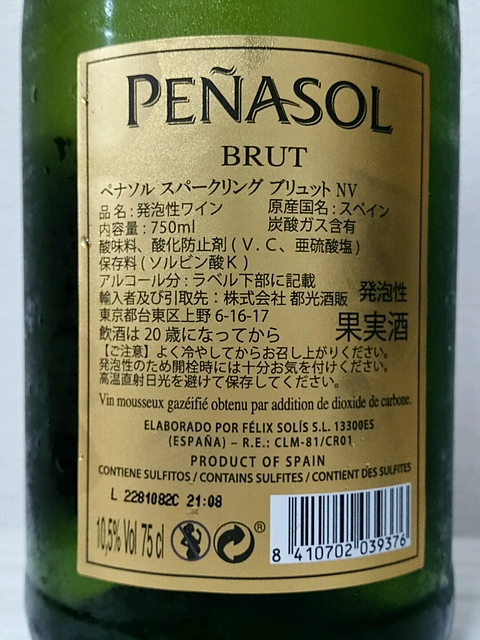 PEÑASOL
BRUT
ペナソル スパークリング ブリュット NV
品名：発泡性ワイン　原産国名：スペイン
内容量：750ml　炭酸ガス含有
酸味料、酸化防止剤(Ｖ.Ｃ、亜硫酸塩)
保存料(ソルビン酸K)
アルコール分：ラベル下部に記載
輸入者及び引取先：株式会社 都光酒販
発泡性
東京都台東区上野 6-16-17
果実酒
飲酒は 20 歳になってから
【ご注意】よく冷やしてからお召し上がりください。
発泡性のため開栓時には十分お気を付けください。
高温直射日光を避けて保存してください。
Vin mousseux gazéifié obtenu par addition de dioxide de carbone.
ELABORADO POR FÉLIX SOLÍS S.L. 13300ES
(ESPAÑA) – R.E.: CLM-81/CR01
PRODUCT OF SPAIN
CONTIENE SULFITOS / CONTAINS SULFITES / CONTIENT DES SULFITES
L 2281082C 21:08
10,5% Vol 75 cl
®
8 410702 039376